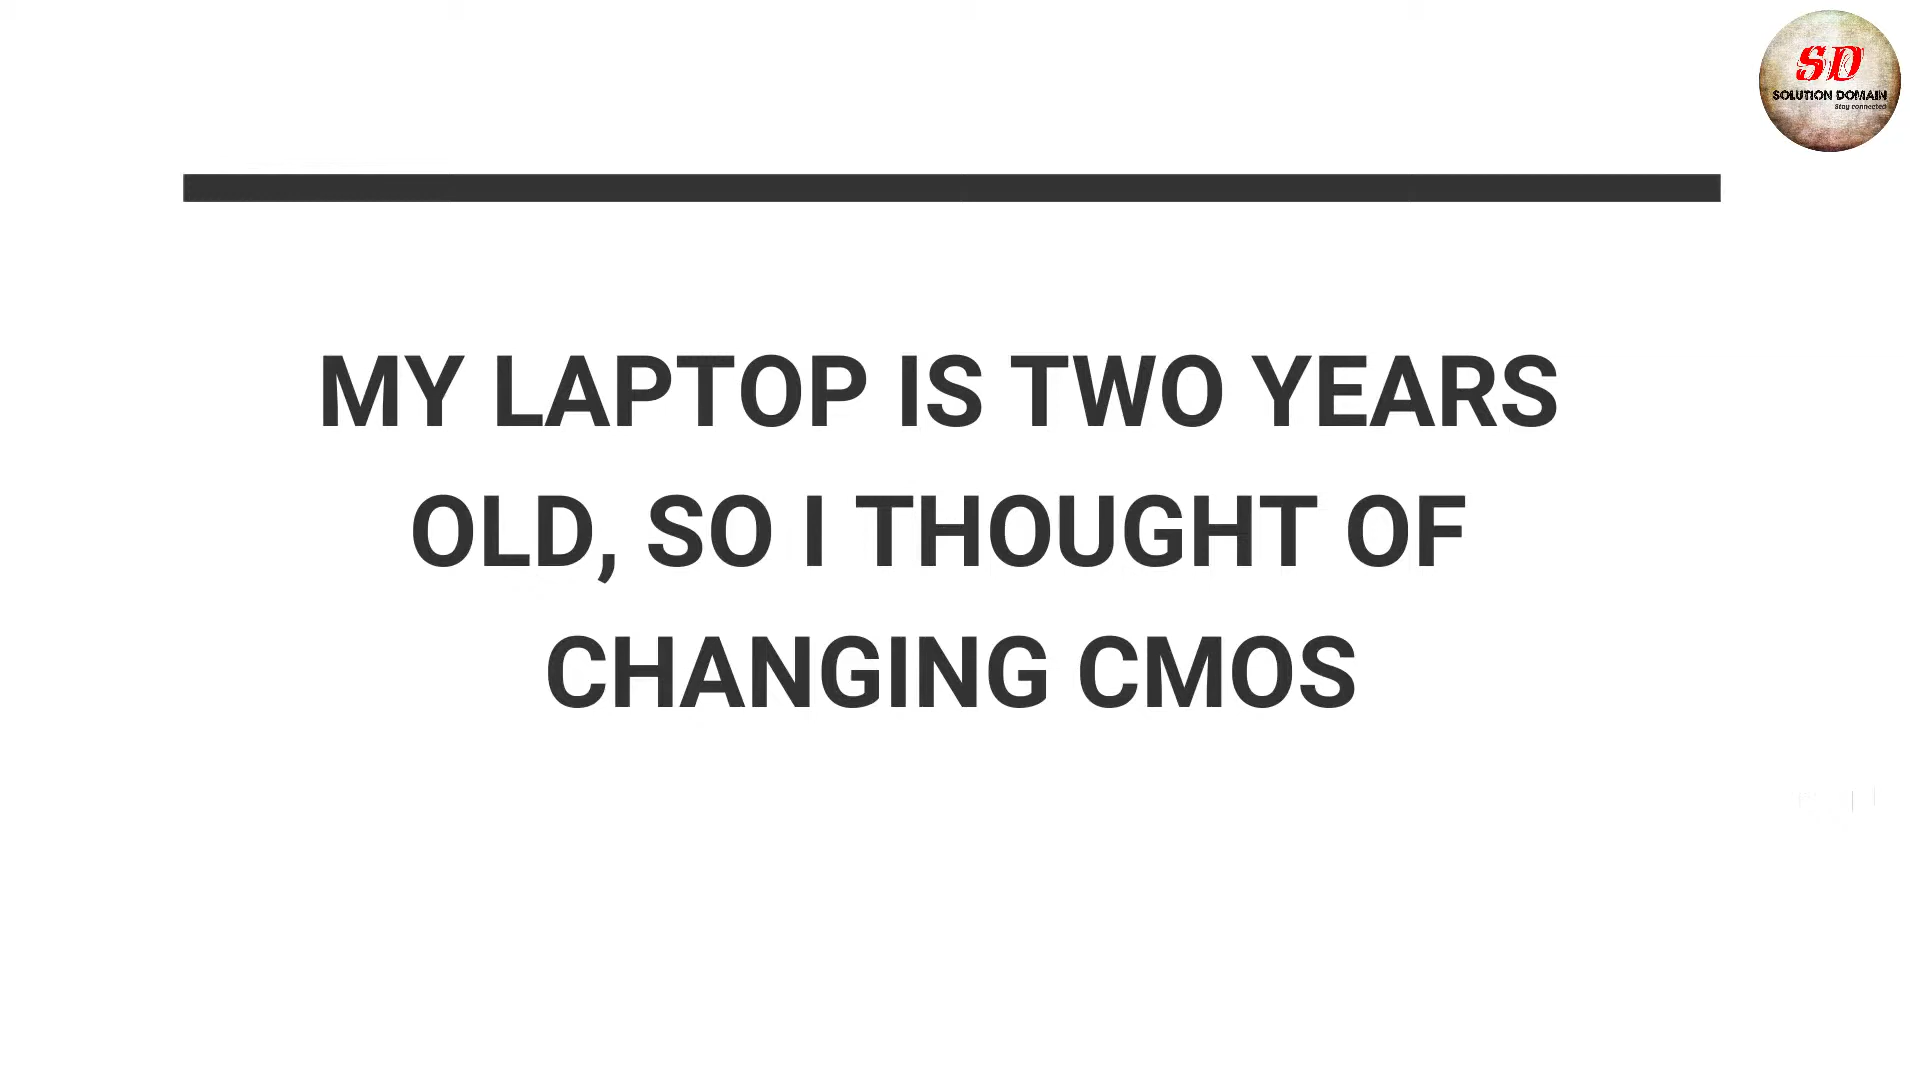 SD
SOLUTION DOMAIN
Stay connected
MY LAPTOP IS TWO YEARS
OLD, SO I THOUGHT OF
CHANGING CMOS